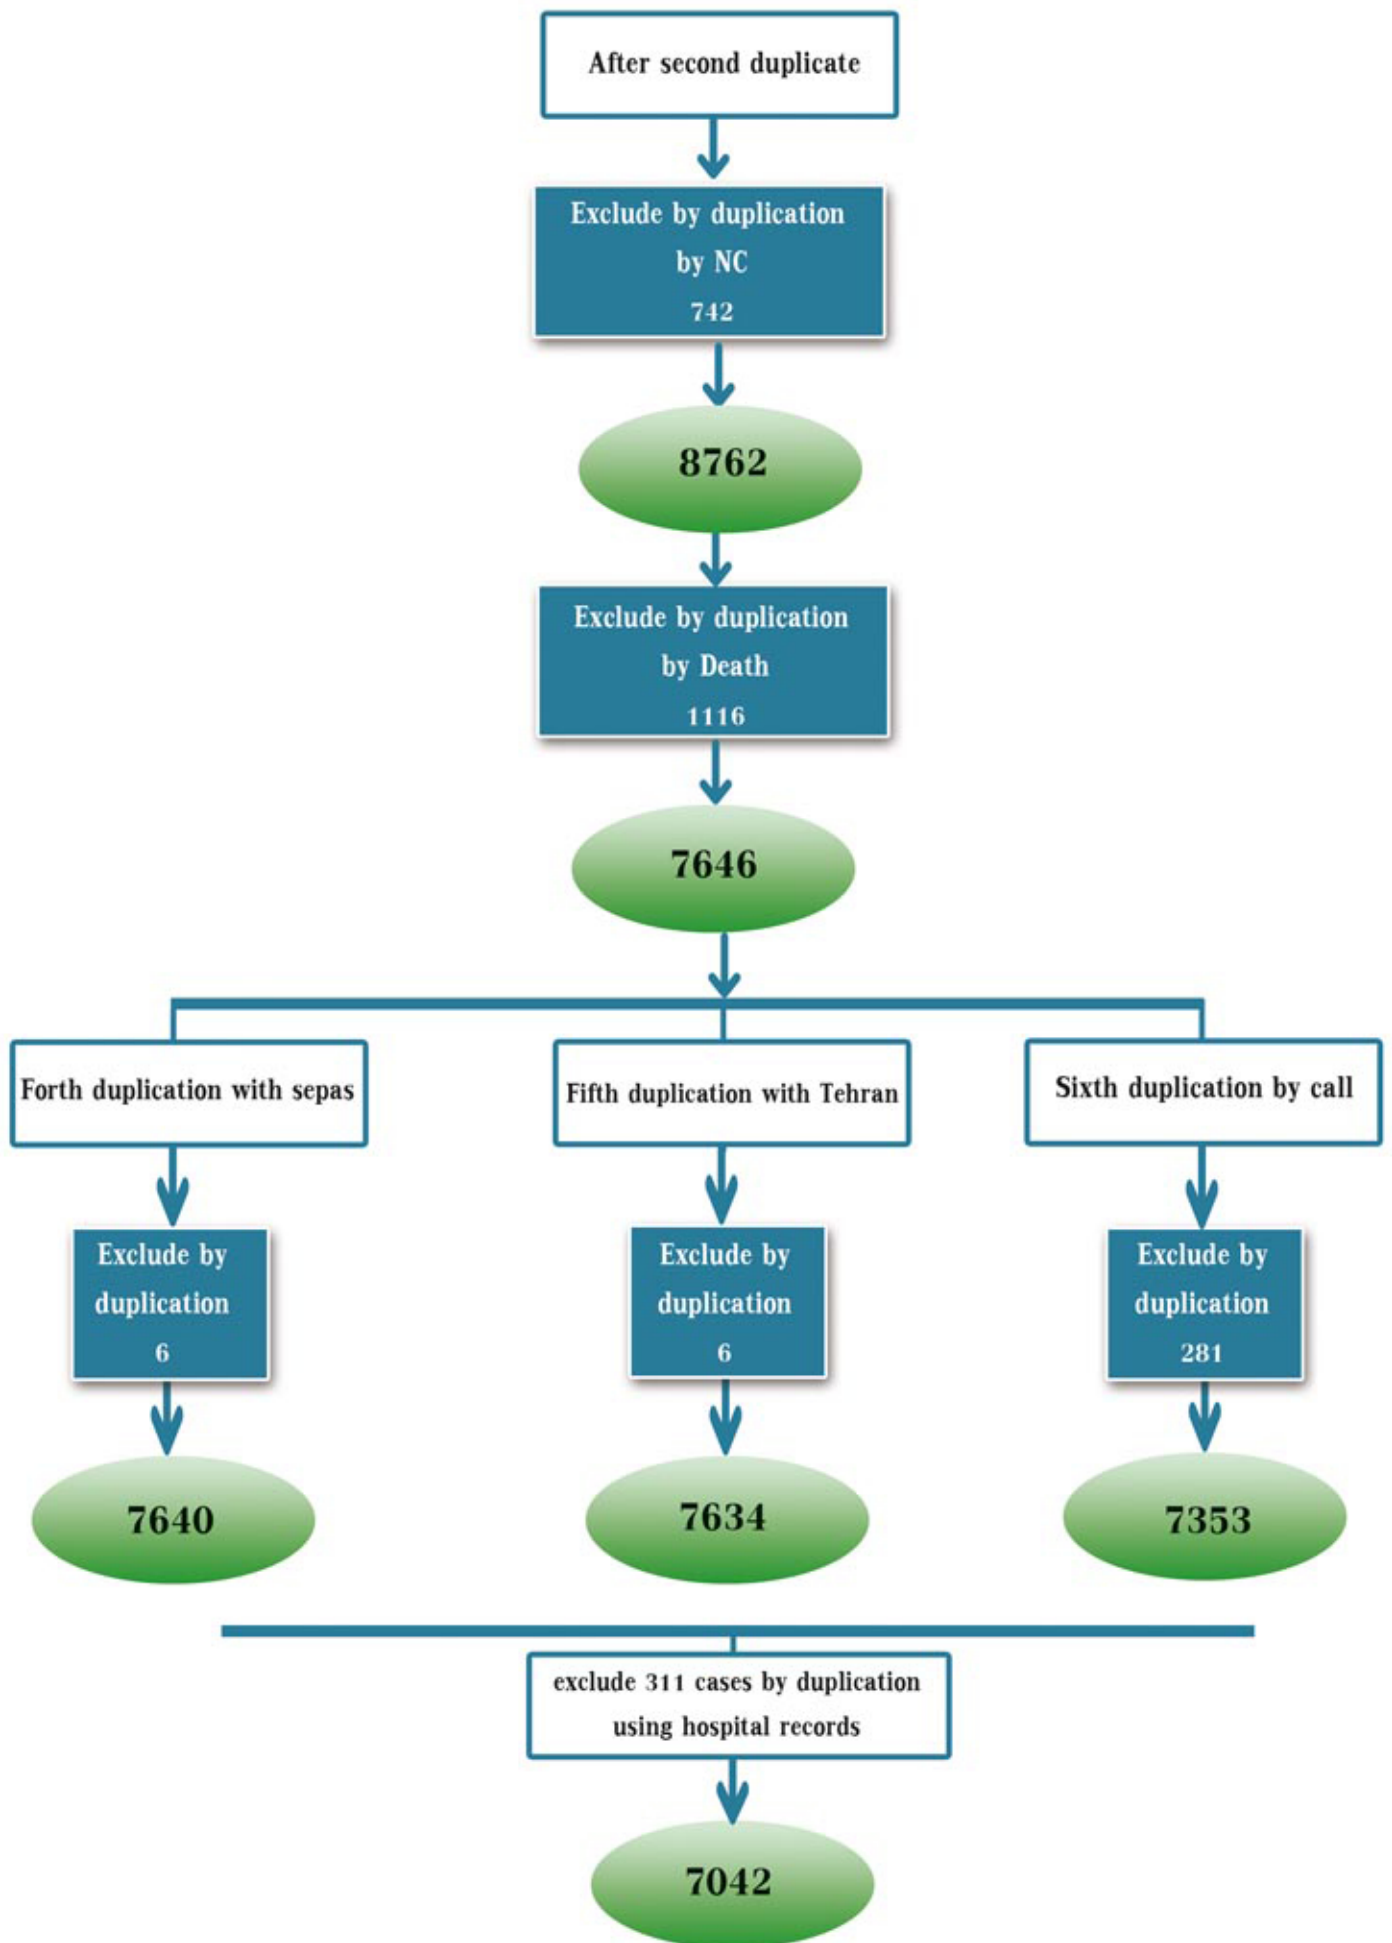 After second duplicate
Exclude by duplication
by NC
742
8762
Exclude by duplication
by Death
1116
7646
Forth duplication with sepas
Exclude by
duplication
6
7640
Fifth duplication with Tehran
Exclude by
duplication
6
7634
Sixth duplication by call
Exclude by
duplication
281
7353
exclude 311 cases by duplication
using hospital records
7042